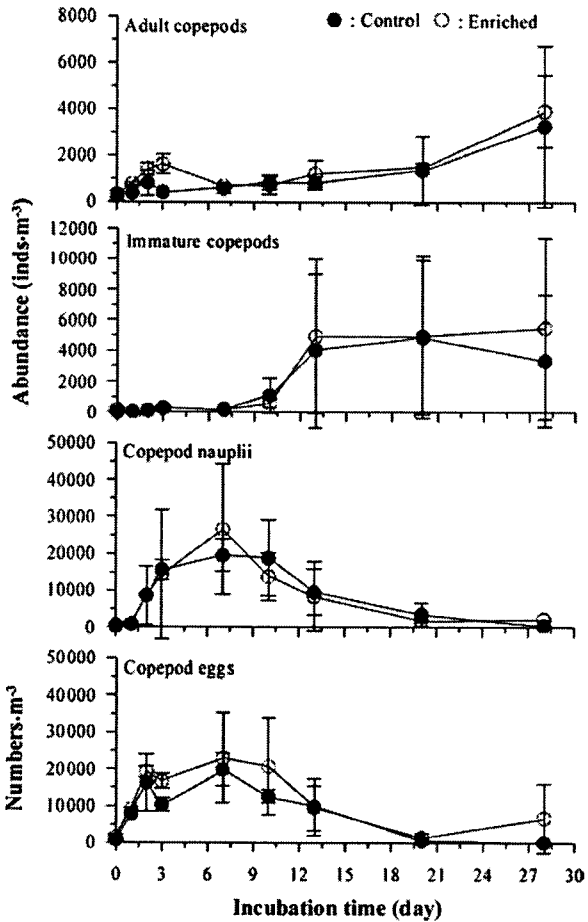 Adult copepods
● : Control ○ : Enriched
8000
6000
4000
2000
0
Immature copepods
12000
10000
8000
6000
4000
2000
0
Abundance (inds·m⁻³)
Copepod nauplii
50000
40000
30000
20000
10000
0
Copepod eggs
50000
40000
30000
20000
10000
0
Numbers·m⁻³
0 3 6 9 12 15 18 21 24 27 30
Incubation time (day)